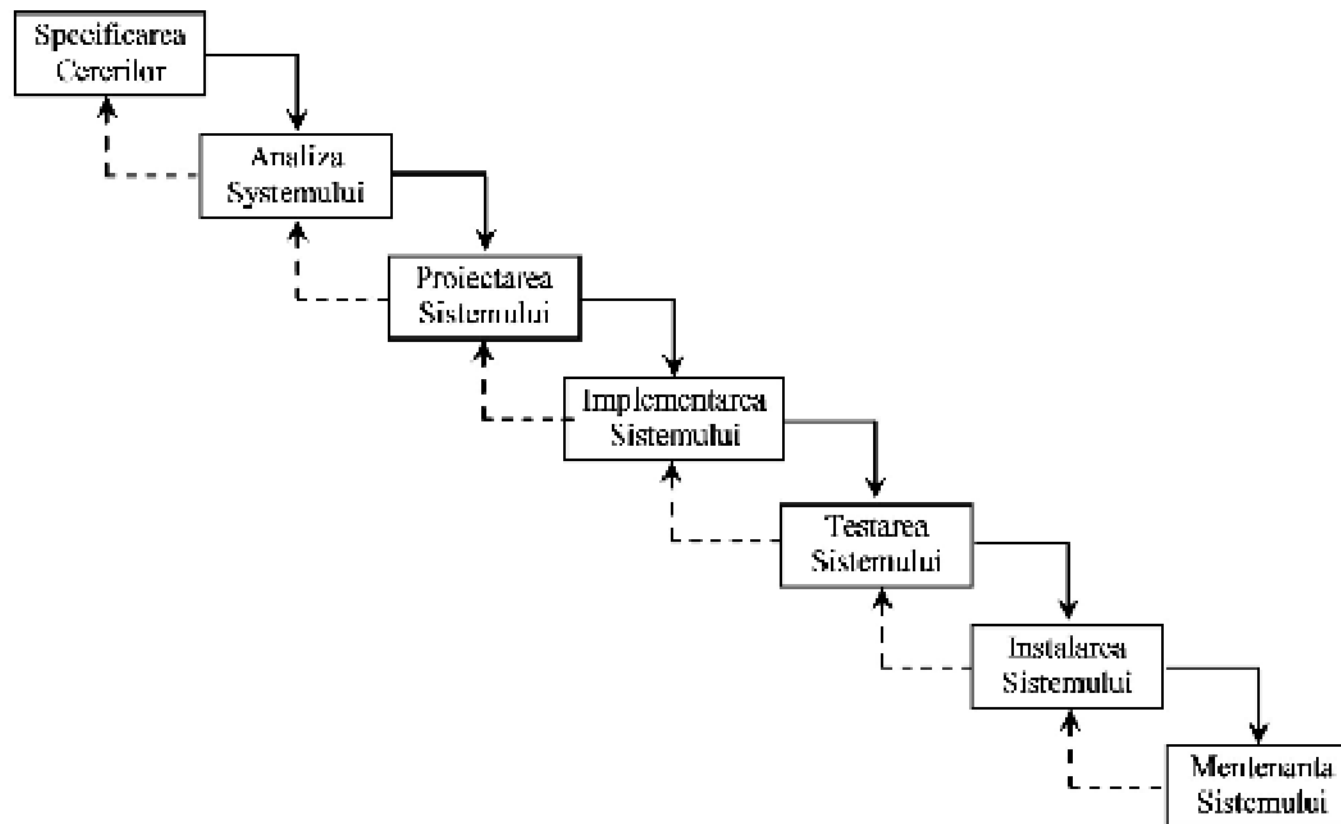 Specificarea
Cererilor
Analiza
Systemului
Proiectarea
Sistemului
Implementarea
Sistemului
Testarea
Sistemului
Instalarea
Sistemului
Mentenanta
Sistemului